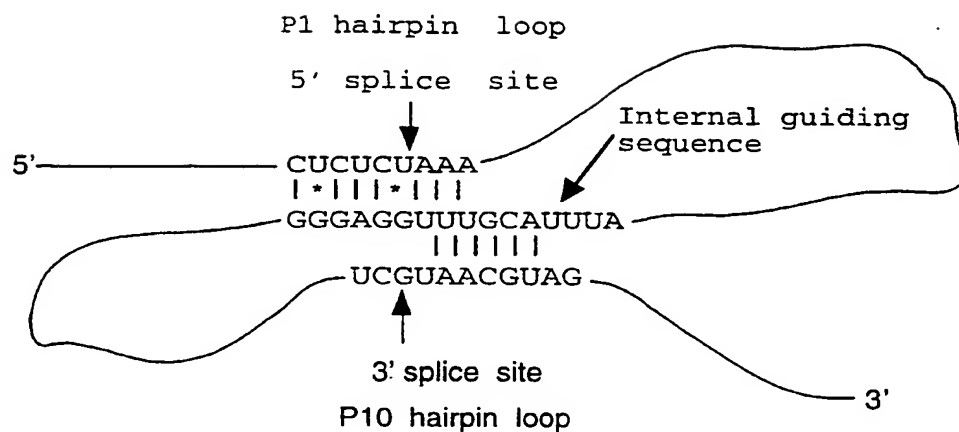 P1 hairpin loop
5' splice site
Internal guiding
sequence
5'
CUCUCUAAA
| * | | | * | | |
GGGAGGUUUGCAUUUA
| | | | | |
UCGUAACGUAG
3' splice site
3'
P10 hairpin loop